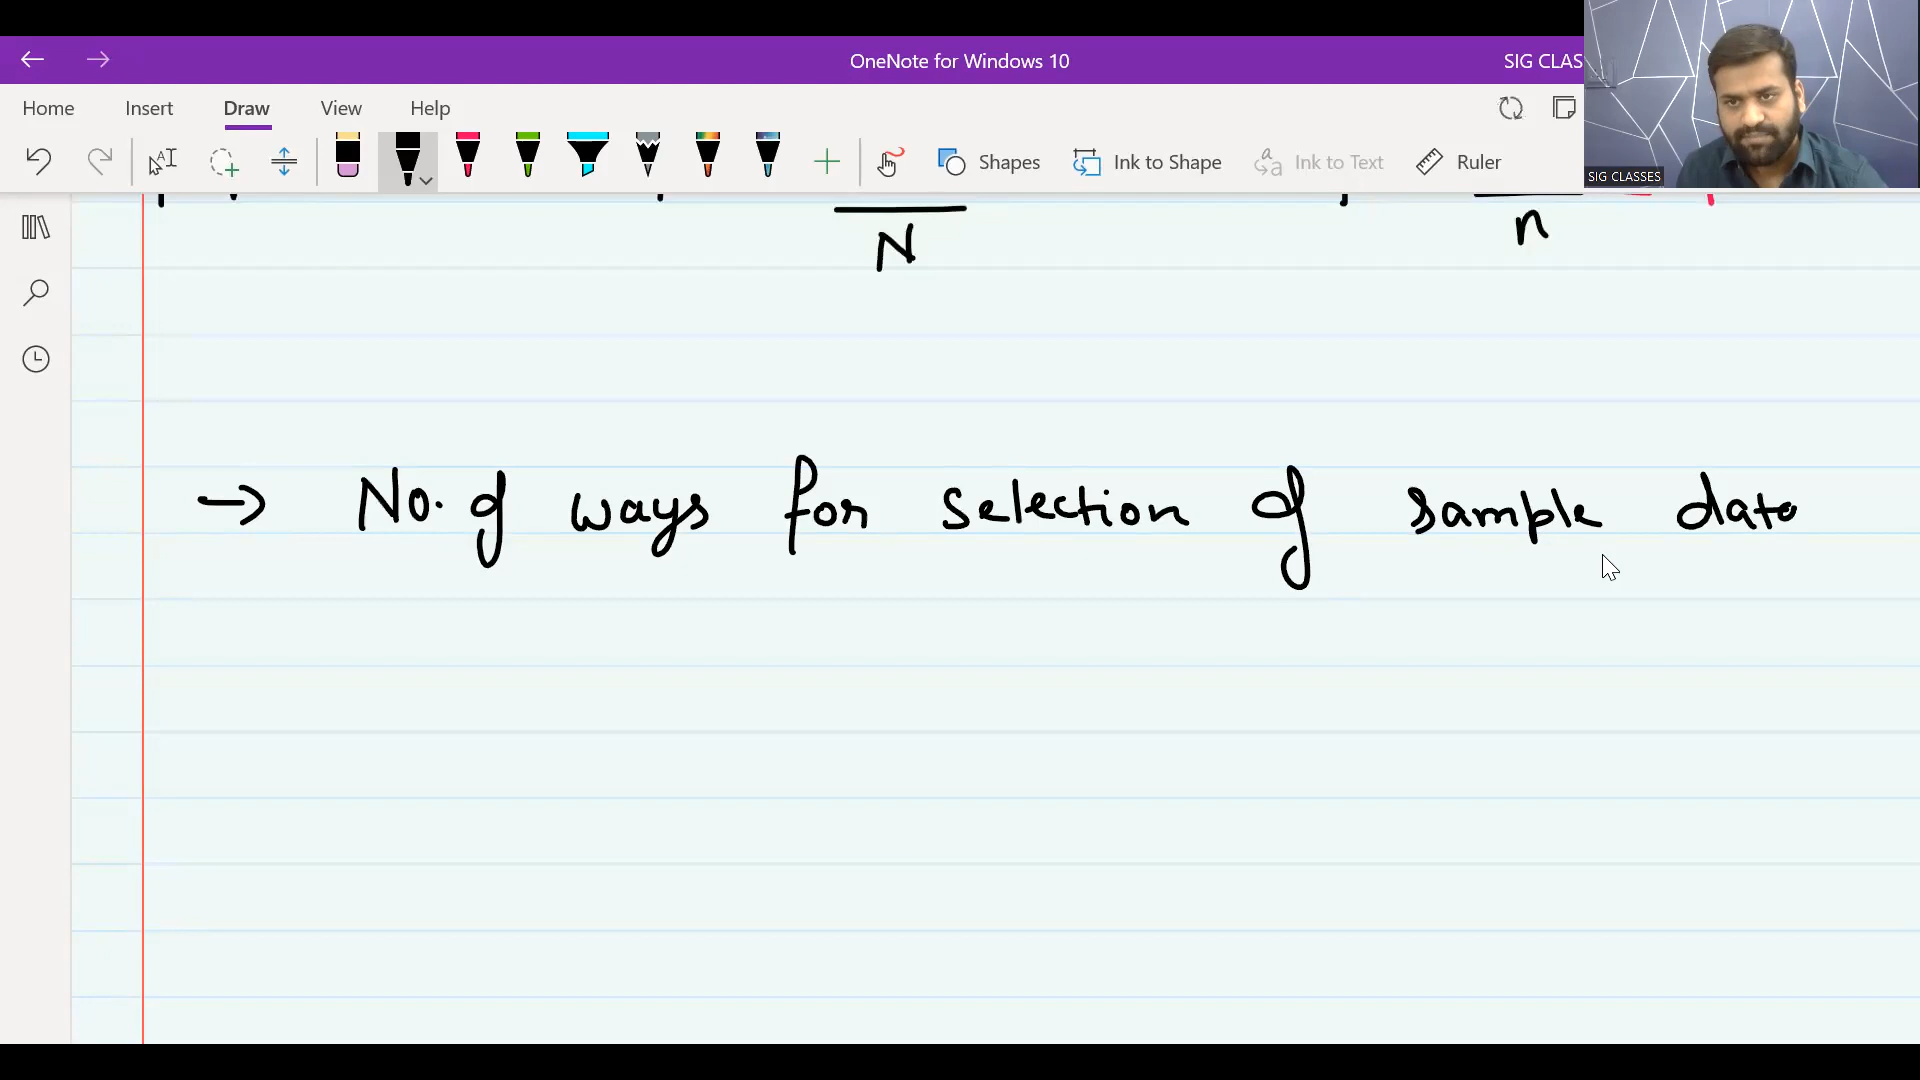 OneNote for Windows 10
SIG CLAS
Home Insert Draw View Help
Shapes Ink to Shape Ink to Text Ruler
SIG CLASSES
N
n
→ No. of ways for selection of sample data